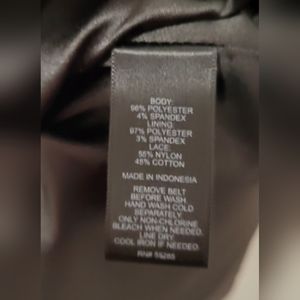 BODY:
96% POLYESTER
4% SPANDEX
LINING:
97% POLYESTER
3% SPANDEX
LACE:
55% NYLON
45% COTTON
MADE IN INDONESIA
REMOVE BELT
BEFORE WASH.
HAND WASH COLD
SEPARATELY.
ONLY NON-CHLORINE
BLEACH WHEN NEEDED.
LINE DRY.
COOL IRON IF NEEDED.
RN# 59285